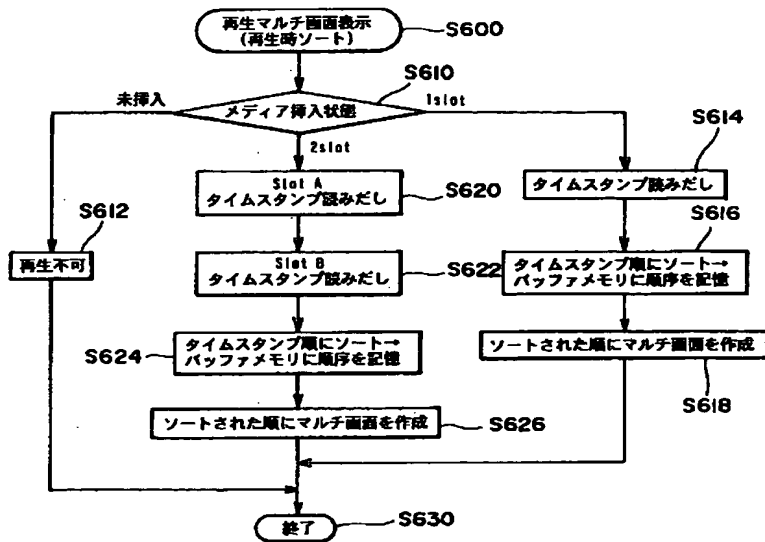 再生マルチ画面表示
(再生時ソート)
S600
S610
未挿入
メディア挿入状態
1slot
2slot
S614
Slot A
タイムスタンプ読みだし
S620
タイムスタンプ読みだし
S612
S616
再生不可
Slot B
タイムスタンプ読みだし
S622
タイムスタンプ順にソート→
バッファメモリに順序を記憶
S624
タイムスタンプ順にソート→
バッファメモリに順序を記憶
ソートされた順にマルチ画面を作成
S618
ソートされた順にマルチ画面を作成
S626
終了
S630